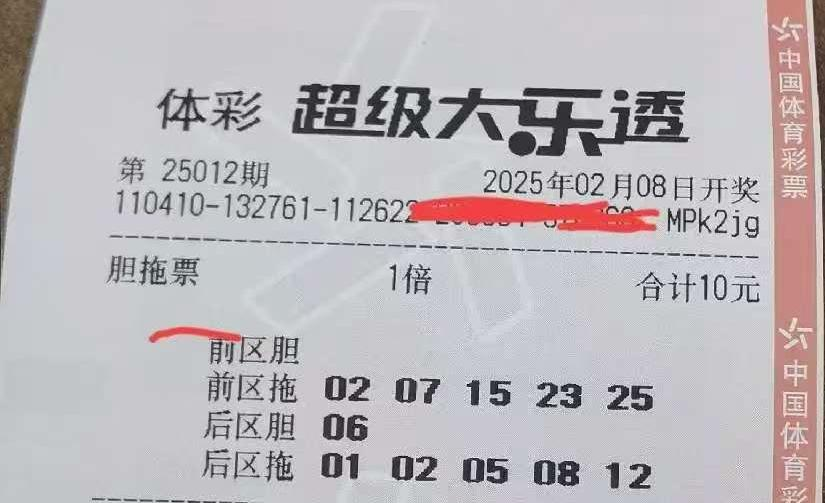 体彩 超级大乐透
第 25012期 2025年02月08日开奖
110410-132761-112622 MPk2jg
胆拖票 1倍 合计10元
前区胆
前区拖 02 07 15 23 25
后区胆 06
后区拖 01 02 05 08 12
中国体育彩票
中国体育彩